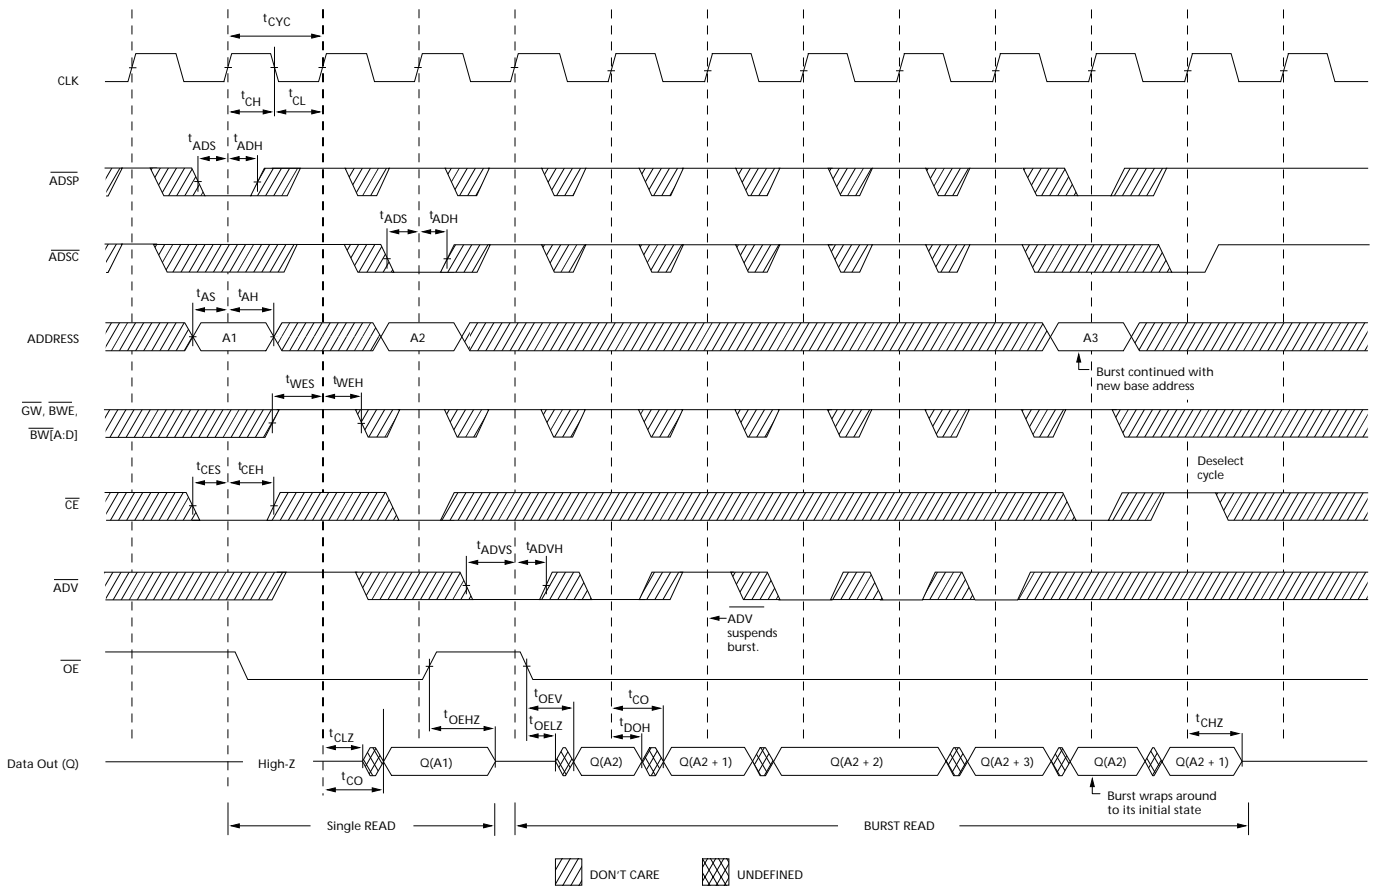 tCYC
CLK
tCH
tCL
tADS
tADH
ADSP
tADS
tADH
ADSC
tAS
tAH
ADDRESS
A1
A2
A3
Burst continued with
new base address
tWES
tWEH
GW, BWE,
BW[A:D]
Deselect
cycle
tCES
tCEH
CE
tADVS
tADVH
ADV
ADV
suspends
burst.
OE
tOEHZ
tOEV
tOELZ
tCO
tDOH
tCHZ
tCLZ
Data Out (Q)
High-Z
Q(A1)
Q(A2)
Q(A2 + 1)
Q(A2 + 2)
Q(A2 + 3)
Q(A2)
Q(A2 + 1)
tCO
Burst wraps around
to its initial state
Single READ
BURST READ
DON'T CARE
UNDEFINED